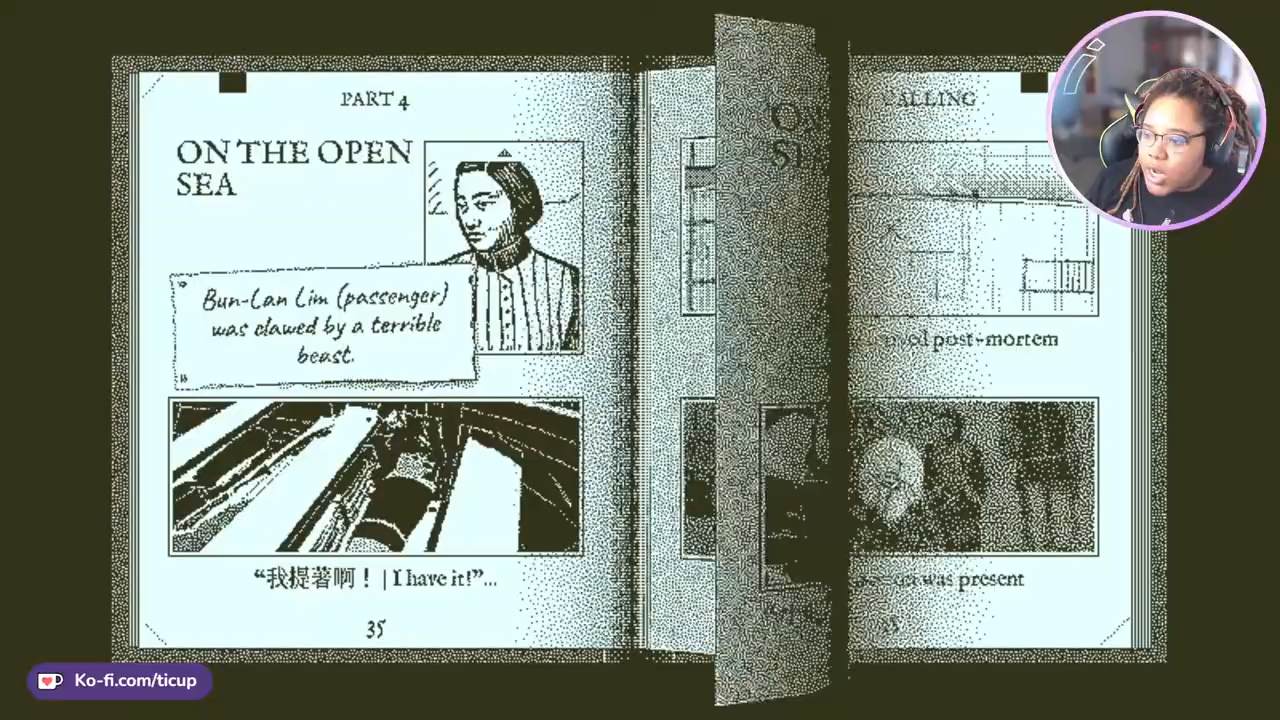 PART 4
ON THE OPEN
SEA
Bun-Lan Lim (passenger)
was clawed by a terrible
beast.
“我提著啊！ | I have it!”...
35
post-mortem
was present
Ko-fi.com/ticup